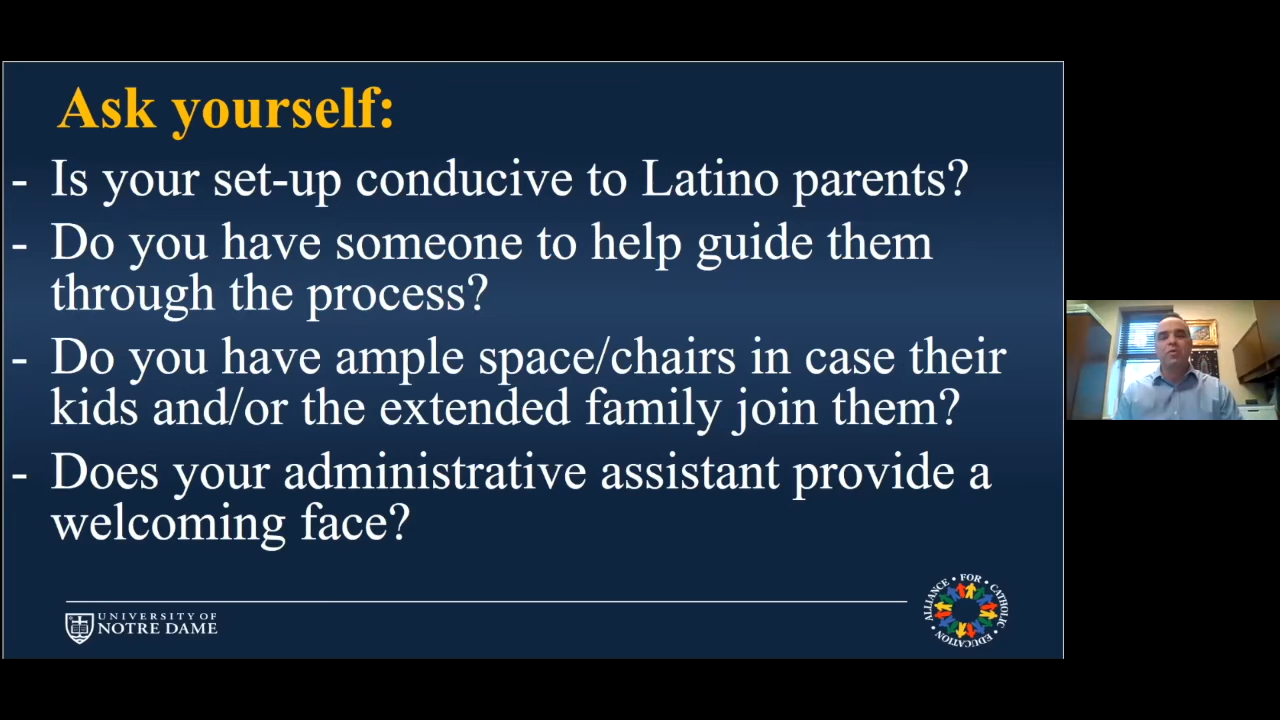 Ask yourself:
- Is your set-up conducive to Latino parents?
- Do you have someone to help guide them
through the process?
- Do you have ample space/chairs in case their
kids and/or the extended family join them?
- Does your administrative assistant provide a
welcoming face?
UNIVERSITY OF
NOTRE DAME
ALLIANCE • FOR • CATHOLIC • EDUCATION •